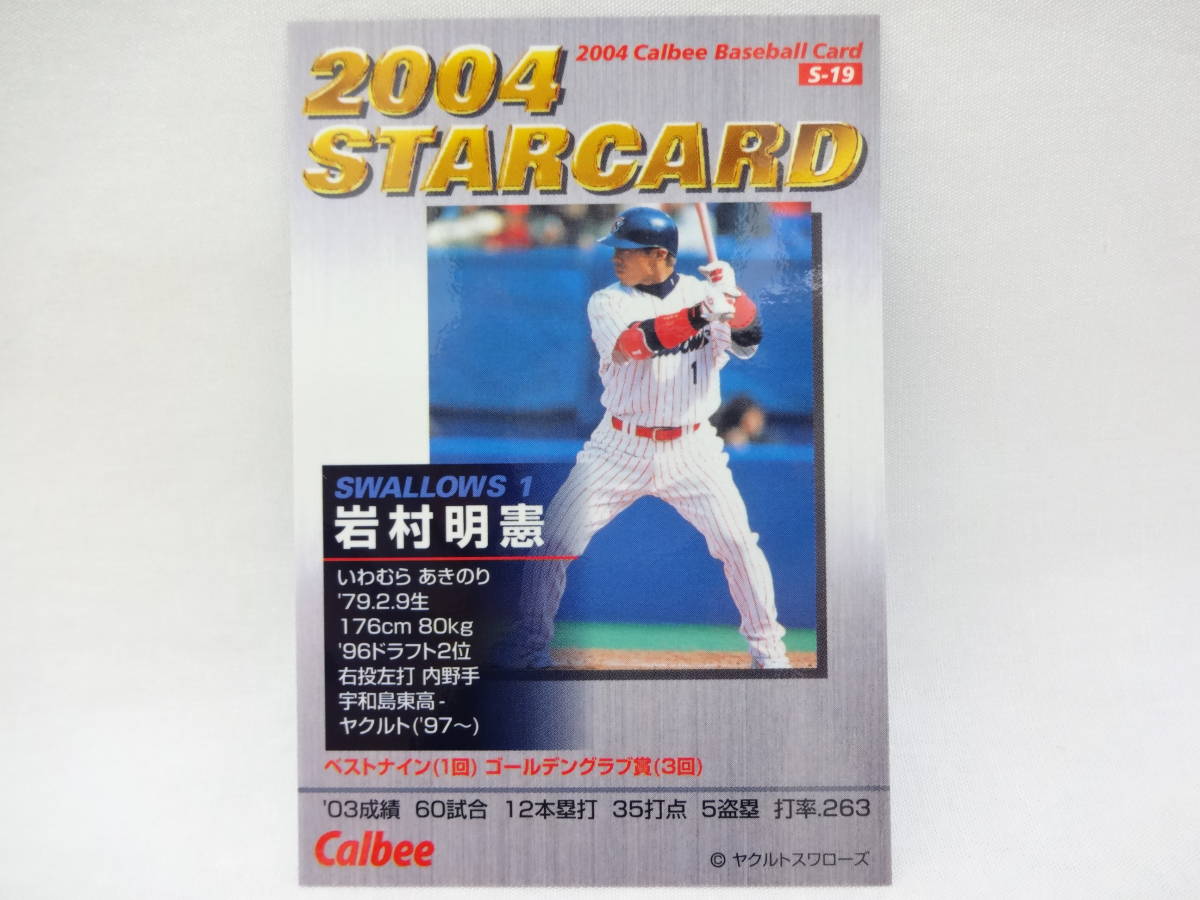 2004
2004 Calbee Baseball Card
S-19
STARCARD
1
SWALLOWS 1
岩村明憲
いわむら あきのり
'79.2.9生
176cm 80kg
'96ドラフト2位
右投左打 内野手
宇和島東高-
ヤクルト('97〜)
ベストナイン(1回) ゴールデングラブ賞(3回)
'03成績 60試合 12本塁打 35打点 5盗塁 打率.263
Calbee
© ヤクルトスワローズ